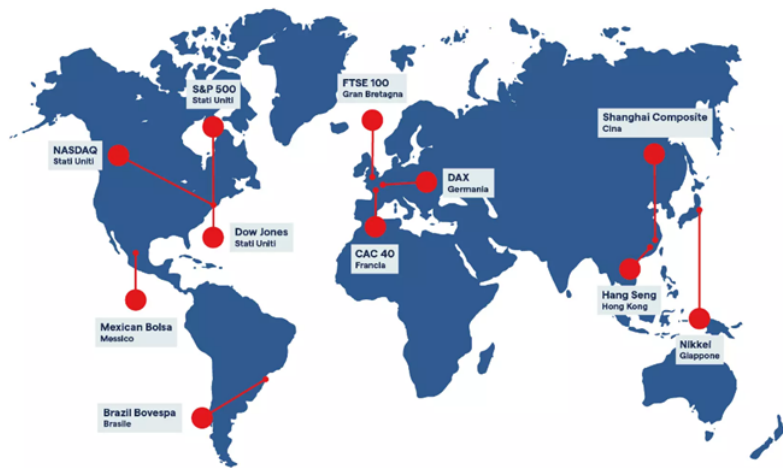 S&P 500
Stati Uniti
FTSE 100
Gran Bretagna
Shanghai Composite
Cina
NASDAQ
Stati Uniti
DAX
Germania
Dow Jones
Stati Uniti
CAC 40
Francia
Hang Seng
Hong Kong
Mexican Bolsa
Messico
Nikkei
Giappone
Brazil Bovespa
Brasile